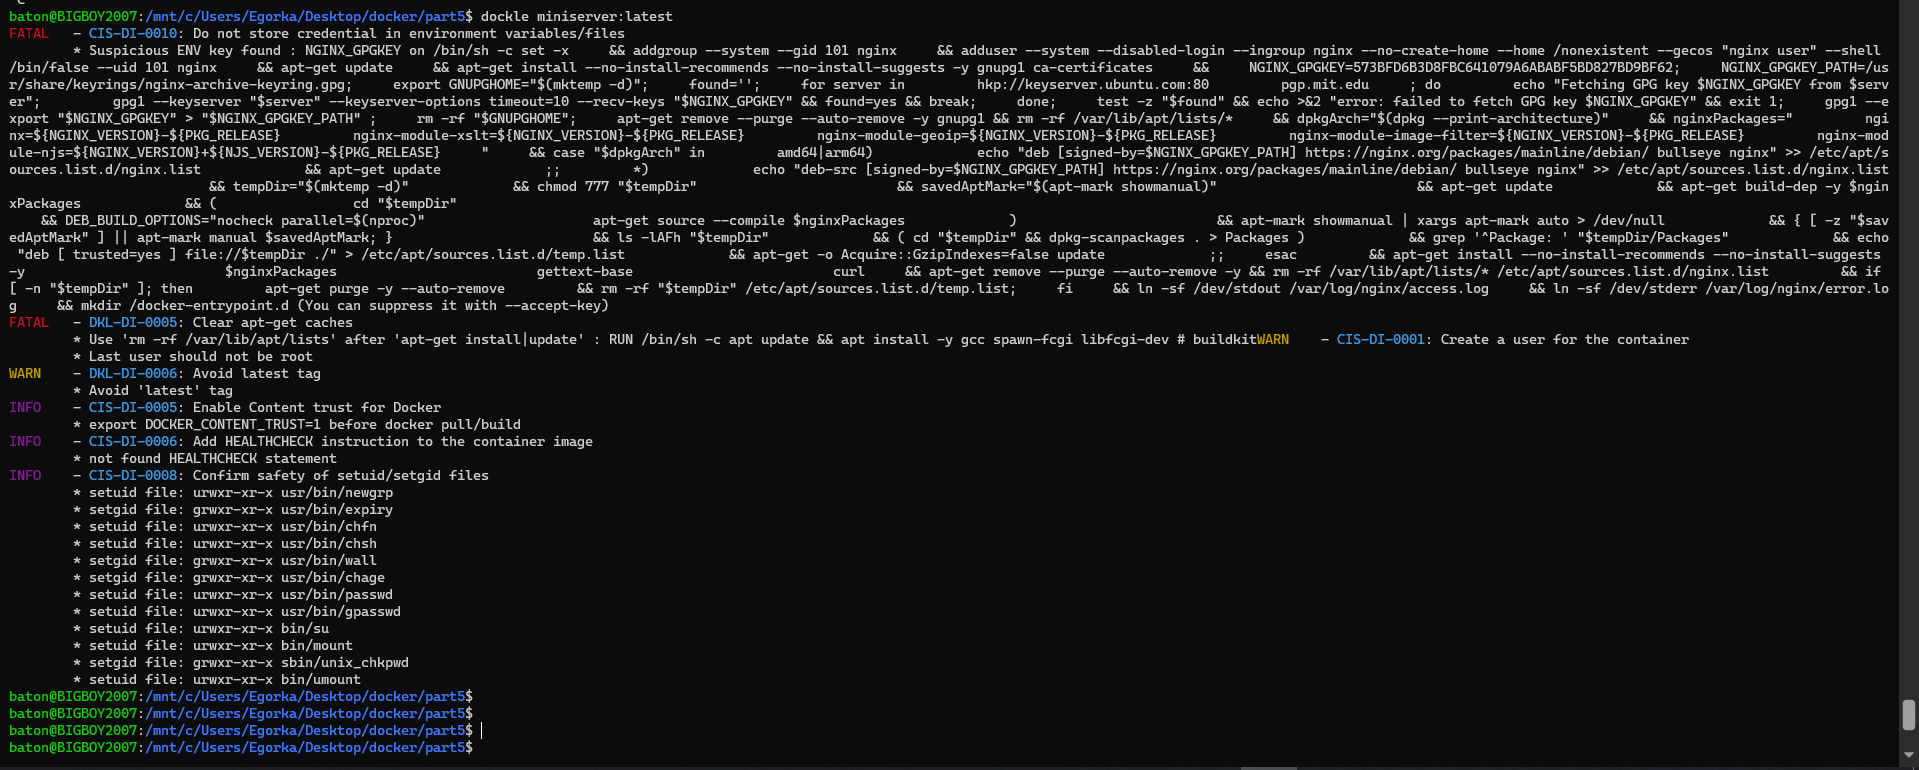 baton@BIGBOY2007:/mnt/c/Users/Egorka/Desktop/docker/part5$ dockle miniserver:latest
FATAL   - CIS-DI-0010: Do not store credential in environment variables/files
        * Suspicious ENV key found : NGINX_GPGKEY on /bin/sh -c set -x     && addgroup --system --gid 101 nginx     && adduser --system --disabled-login --ingroup nginx --no-create-home --home /nonexistent --gecos "nginx user" --shell
/bin/false --uid 101 nginx     && apt-get update     && apt-get install --no-install-recommends --no-install-suggests -y gnupg1 ca-certificates     &&     NGINX_GPGKEY=573BFD6B3D8FBC641079A6ABABF5BD827BD9BF62;     NGINX_GPGKEY_PATH=/us
r/share/keyrings/nginx-archive-keyring.gpg;     export GNUPGHOME="$(mktemp -d)";     found='';     for server in         hkp://keyserver.ubuntu.com:80         pgp.mit.edu     ; do         echo "Fetching GPG key $NGINX_GPGKEY from $serv
er";         gpg1 --keyserver "$server" --keyserver-options timeout=10 --recv-keys "$NGINX_GPGKEY" && found=yes && break;     done;     test -z "$found" && echo >&2 "error: failed to fetch GPG key $NGINX_GPGKEY" && exit 1;     gpg1 --e
xport "$NGINX_GPGKEY" > "$NGINX_GPGKEY_PATH" ;     rm -rf "$GNUPGHOME";     apt-get remove --purge --auto-remove -y gnupg1 && rm -rf /var/lib/apt/lists/*     && dpkgArch="$(dpkg --print-architecture)"     && nginxPackages="         ngi
nx=${NGINX_VERSION}-${PKG_RELEASE}         nginx-module-xslt=${NGINX_VERSION}-${PKG_RELEASE}         nginx-module-geoip=${NGINX_VERSION}-${PKG_RELEASE}         nginx-module-image-filter=${NGINX_VERSION}-${PKG_RELEASE}         nginx-mod
ule-njs=${NGINX_VERSION}+${NJS_VERSION}-${PKG_RELEASE}     "     && case "$dpkgArch" in         amd64|arm64)             echo "deb [signed-by=$NGINX_GPGKEY_PATH] https://nginx.org/packages/mainline/debian/ bullseye nginx" >> /etc/apt/s
ources.list.d/nginx.list             && apt-get update             ;;         *)             echo "deb-src [signed-by=$NGINX_GPGKEY_PATH] https://nginx.org/packages/mainline/debian/ bullseye nginx" >> /etc/apt/sources.list.d/nginx.list
                         && tempDir="$(mktemp -d)"             && chmod 777 "$tempDir"                         && savedAptMark="$(apt-mark showmanual)"                         && apt-get update             && apt-get build-dep -y $ngin
xPackages             && (                 cd "$tempDir"
    && DEB_BUILD_OPTIONS="nocheck parallel=$(nproc)"                     apt-get source --compile $nginxPackages             )                         && apt-mark showmanual | xargs apt-mark auto > /dev/null             && { [ -z "$sav
edAptMark" ] || apt-mark manual $savedAptMark; }                         && ls -lAFh "$tempDir"             && ( cd "$tempDir" && dpkg-scanpackages . > Packages )             && grep '^Package: ' "$tempDir/Packages"             && echo
 "deb [ trusted=yes ] file://$tempDir ./" > /etc/apt/sources.list.d/temp.list             && apt-get -o Acquire::GzipIndexes=false update             ;;     esac         && apt-get install --no-install-recommends --no-install-suggests
-y                         $nginxPackages                         gettext-base                         curl     && apt-get remove --purge --auto-remove -y && rm -rf /var/lib/apt/lists/* /etc/apt/sources.list.d/nginx.list         && if
[ -n "$tempDir" ]; then         apt-get purge -y --auto-remove         && rm -rf "$tempDir" /etc/apt/sources.list.d/temp.list;     fi     && ln -sf /dev/stdout /var/log/nginx/access.log     && ln -sf /dev/stderr /var/log/nginx/error.lo
g     && mkdir /docker-entrypoint.d (You can suppress it with --accept-key)
FATAL   - DKL-DI-0005: Clear apt-get caches
        * Use 'rm -rf /var/lib/apt/lists' after 'apt-get install|update' : RUN /bin/sh -c apt update && apt install -y gcc spawn-fcgi libfcgi-dev # buildkitWARN    - CIS-DI-0001: Create a user for the container
        * Last user should not be root
WARN    - DKL-DI-0006: Avoid latest tag
        * Avoid 'latest' tag
INFO    - CIS-DI-0005: Enable Content trust for Docker
        * export DOCKER_CONTENT_TRUST=1 before docker pull/build
INFO    - CIS-DI-0006: Add HEALTHCHECK instruction to the container image
        * not found HEALTHCHECK statement
INFO    - CIS-DI-0008: Confirm safety of setuid/setgid files
        * setuid file: urwxr-xr-x usr/bin/newgrp
        * setgid file: grwxr-xr-x usr/bin/expiry
        * setuid file: urwxr-xr-x usr/bin/chfn
        * setuid file: urwxr-xr-x usr/bin/chsh
        * setgid file: grwxr-xr-x usr/bin/wall
        * setgid file: grwxr-xr-x usr/bin/chage
        * setuid file: urwxr-xr-x usr/bin/passwd
        * setuid file: urwxr-xr-x usr/bin/gpasswd
        * setuid file: urwxr-xr-x bin/su
        * setuid file: urwxr-xr-x bin/mount
        * setgid file: grwxr-xr-x sbin/unix_chkpwd
        * setuid file: urwxr-xr-x bin/umount
baton@BIGBOY2007:/mnt/c/Users/Egorka/Desktop/docker/part5$
baton@BIGBOY2007:/mnt/c/Users/Egorka/Desktop/docker/part5$
baton@BIGBOY2007:/mnt/c/Users/Egorka/Desktop/docker/part5$
baton@BIGBOY2007:/mnt/c/Users/Egorka/Desktop/docker/part5$